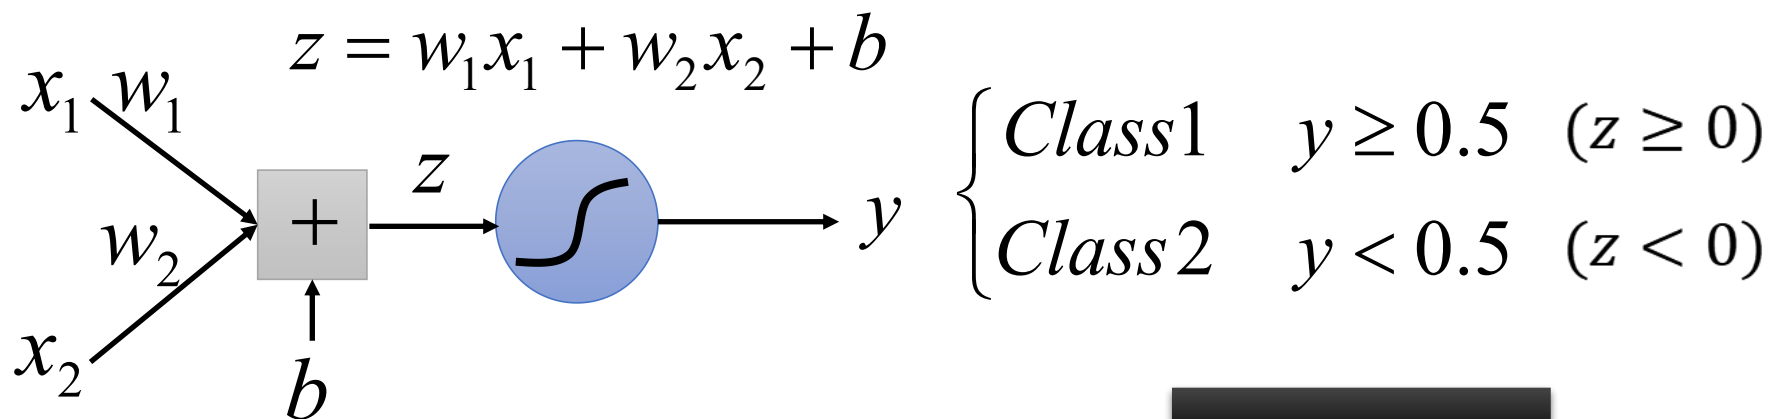 z = w₁x₁ + w₂x₂ + b
x₁ w₁
w₂
x₂
b
+
z
y
Class1 y ≥ 0.5 (z ≥ 0)
Class2 y < 0.5 (z < 0)